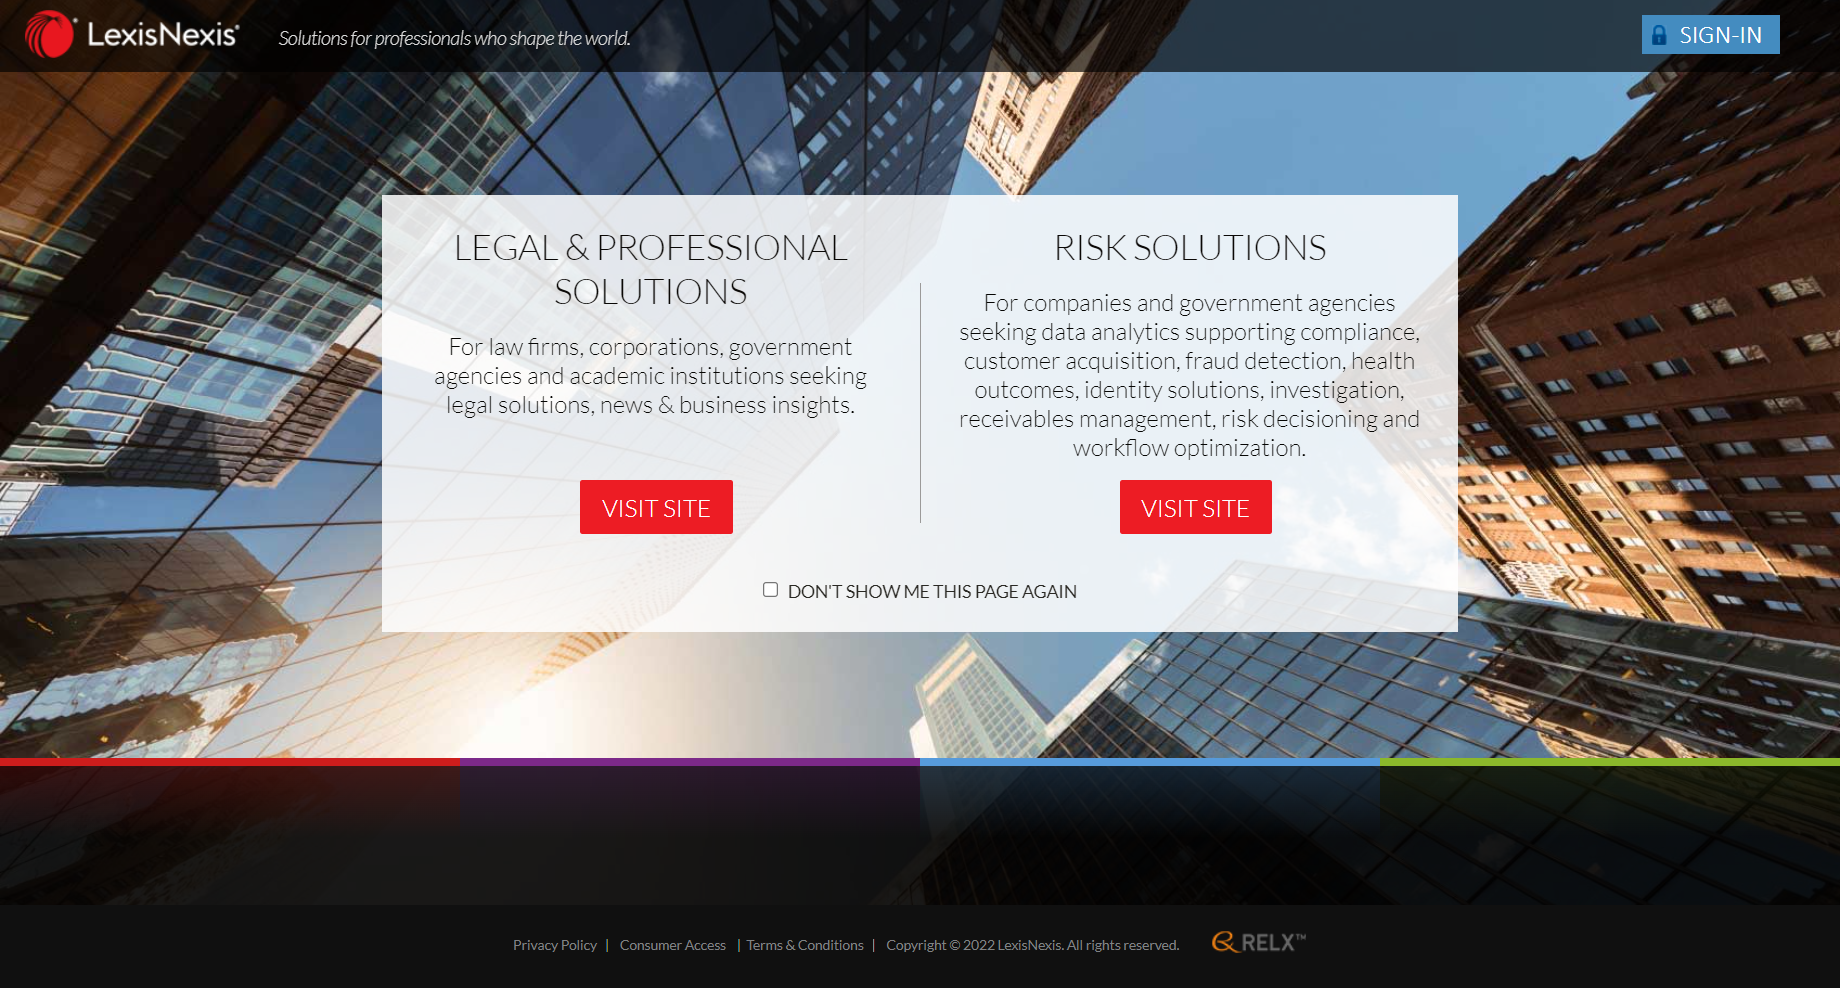 LexisNexis®
Solutions for professionals who shape the world.
SIGN-IN
LEGAL & PROFESSIONAL
SOLUTIONS
For law firms, corporations, government
agencies and academic institutions seeking
legal solutions, news & business insights.
VISIT SITE
RISK SOLUTIONS
For companies and government agencies
seeking data analytics supporting compliance,
customer acquisition, fraud detection, health
outcomes, identity solutions, investigation,
receivables management, risk decisioning and
workflow optimization.
VISIT SITE
DON'T SHOW ME THIS PAGE AGAIN
Privacy Policy | Consumer Access | Terms & Conditions | Copyright © 2022 LexisNexis. All rights reserved. RELX™